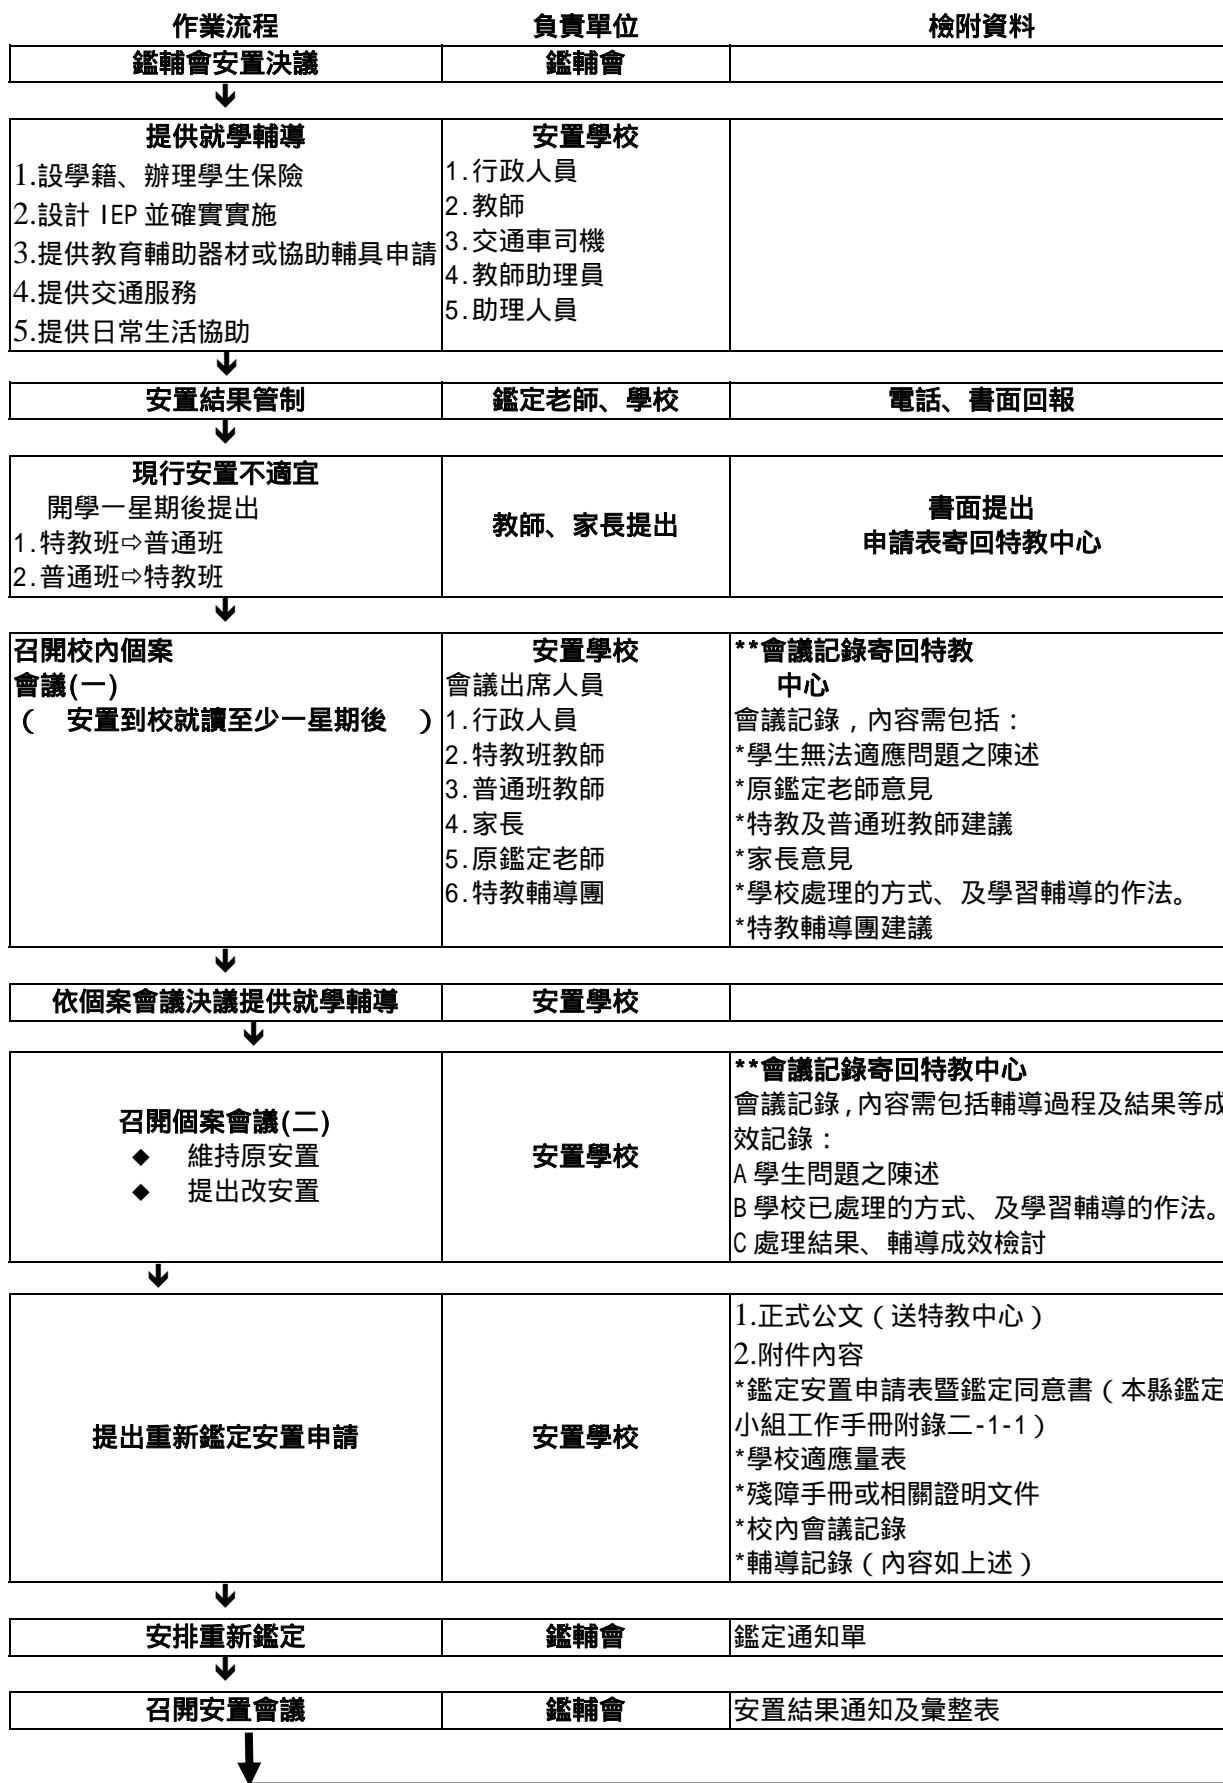 作業流程 負責單位 檢附資料
鑑輔會安置決議 鑑輔會
提供就學輔導
1.設學籍、辦理學生保險
2.設計 IEP 並確實實施
3.提供教育輔助器材或協助輔具申請
4.提供交通服務
5.提供日常生活協助
安置學校
1.行政人員
2.教師
3.交通車司機
4.教師助理員
5.助理人員
安置結果管制 鑑定老師、學校 電話、書面回報
現行安置不適宜
開學一星期後提出
1.特教班⇨普通班
2.普通班⇨特教班
教師、家長提出
書面提出
申請表寄回特教中心
召開校內個案
會議(一)
( 安置到校就讀至少一星期後 )
安置學校
會議出席人員
1.行政人員
2.特教班教師
3.普通班教師
4.家長
5.原鑑定老師
6.特教輔導團
**會議記錄寄回特教
中心
會議記錄，內容需包括：
*學生無法適應問題之陳述
*原鑑定老師意見
*特教及普通班教師建議
*家長意見
*學校處理的方式、及學習輔導的作法。
*特教輔導團建議
依個案會議決議提供就學輔導 安置學校
召開個案會議(二)
◆ 維持原安置
◆ 提出改安置
安置學校
**會議記錄寄回特教中心
會議記錄，內容需包括輔導過程及結果等成
效記錄：
A 學生問題之陳述
B 學校已處理的方式、及學習輔導的作法。
C 處理結果、輔導成效檢討
提出重新鑑定安置申請
安置學校
1.正式公文（送特教中心）
2.附件內容
*鑑定安置申請表暨鑑定同意書（本縣鑑定
小組工作手冊附錄二-1-1）
*學校適應量表
*殘障手冊或相關證明文件
*校內會議記錄
*輔導記錄（內容如上述）
安排重新鑑定 鑑輔會 鑑定通知單
召開安置會議 鑑輔會 安置結果通知及彙整表